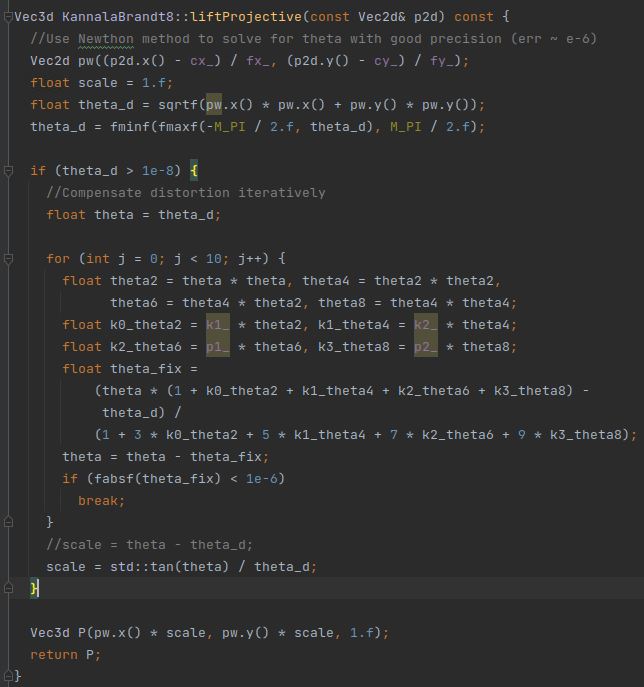 Vec3d KannalaBrandt8::liftProjective(const Vec2d& p2d) const {
  //Use Newthon method to solve for theta with good precision (err ~ e-6)
  Vec2d pw((p2d.x() - cx_) / fx_, (p2d.y() - cy_) / fy_);
  float scale = 1.f;
  float theta_d = sqrtf(pw.x() * pw.x() + pw.y() * pw.y());
  theta_d = fminf(fmaxf(-M_PI / 2.f, theta_d), M_PI / 2.f);

  if (theta_d > 1e-8) {
    //Compensate distortion iteratively
    float theta = theta_d;

    for (int j = 0; j < 10; j++) {
      float theta2 = theta * theta, theta4 = theta2 * theta2,
            theta6 = theta4 * theta2, theta8 = theta4 * theta4;
      float k0_theta2 = k1_ * theta2, k1_theta4 = k2_ * theta4;
      float k2_theta6 = p1_ * theta6, k3_theta8 = p2_ * theta8;
      float theta_fix =
          (theta * (1 + k0_theta2 + k1_theta4 + k2_theta6 + k3_theta8) -
           theta_d) /
          (1 + 3 * k0_theta2 + 5 * k1_theta4 + 7 * k2_theta6 + 9 * k3_theta8);
      theta = theta - theta_fix;
      if (fabsf(theta_fix) < 1e-6)
        break;
    }
    //scale = theta - theta_d;
    scale = std::tan(theta) / theta_d;
  }

  Vec3d P(pw.x() * scale, pw.y() * scale, 1.f);
  return P;
}